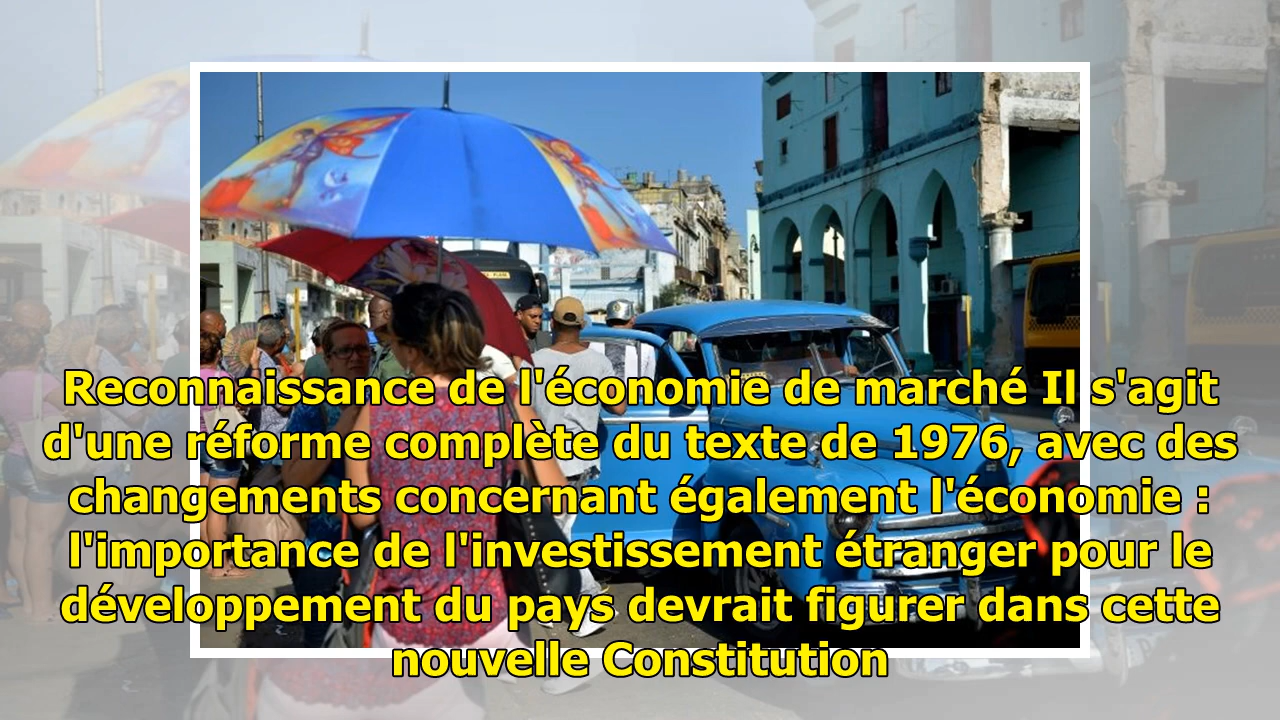 Reconnaissance de l'économie de marché Il s'agit
d'une réforme complète du texte de 1976, avec des
changements concernant également l'économie :
l'importance de l'investissement étranger pour le
développement du pays devrait figurer dans cette
nouvelle Constitution